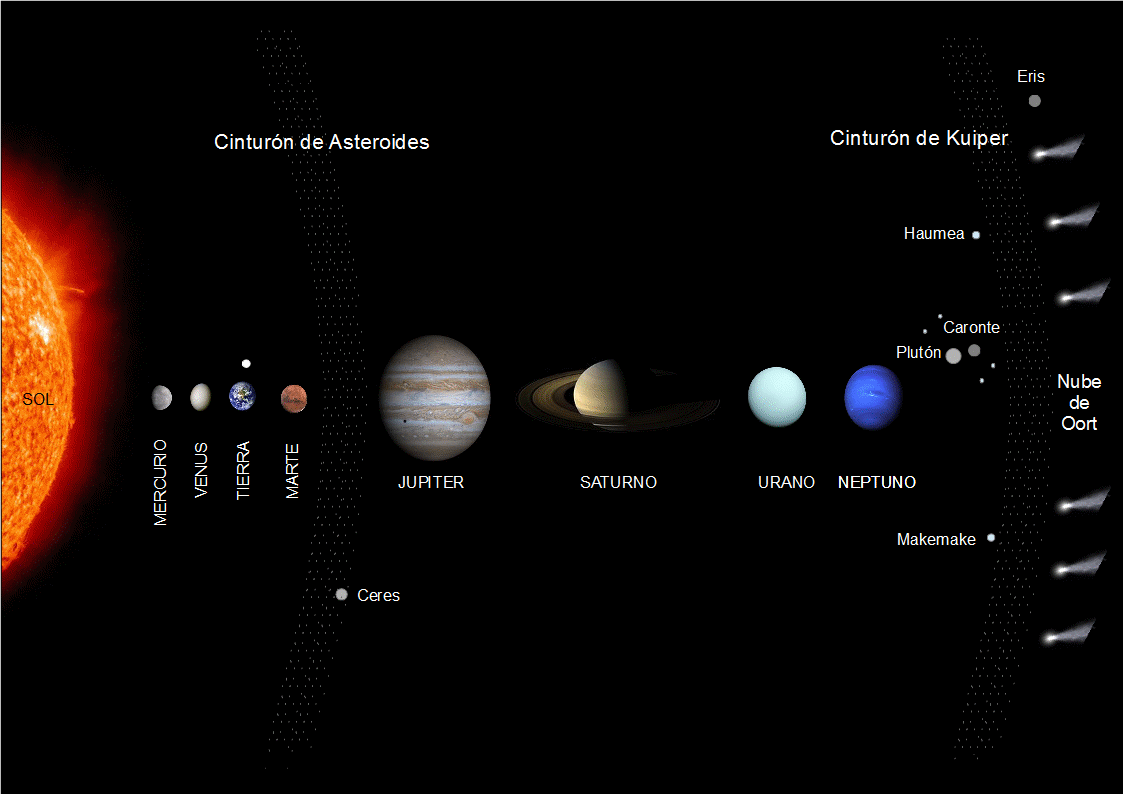 Eris
Cinturón de Asteroides
Cinturón de Kuiper
Haumea
Caronte
Plutón
SOL
Nube
de
Oort
MERCURIO
VENUS
TIERRA
MARTE
JUPITER
SATURNO
URANO
NEPTUNO
Makemake
Ceres